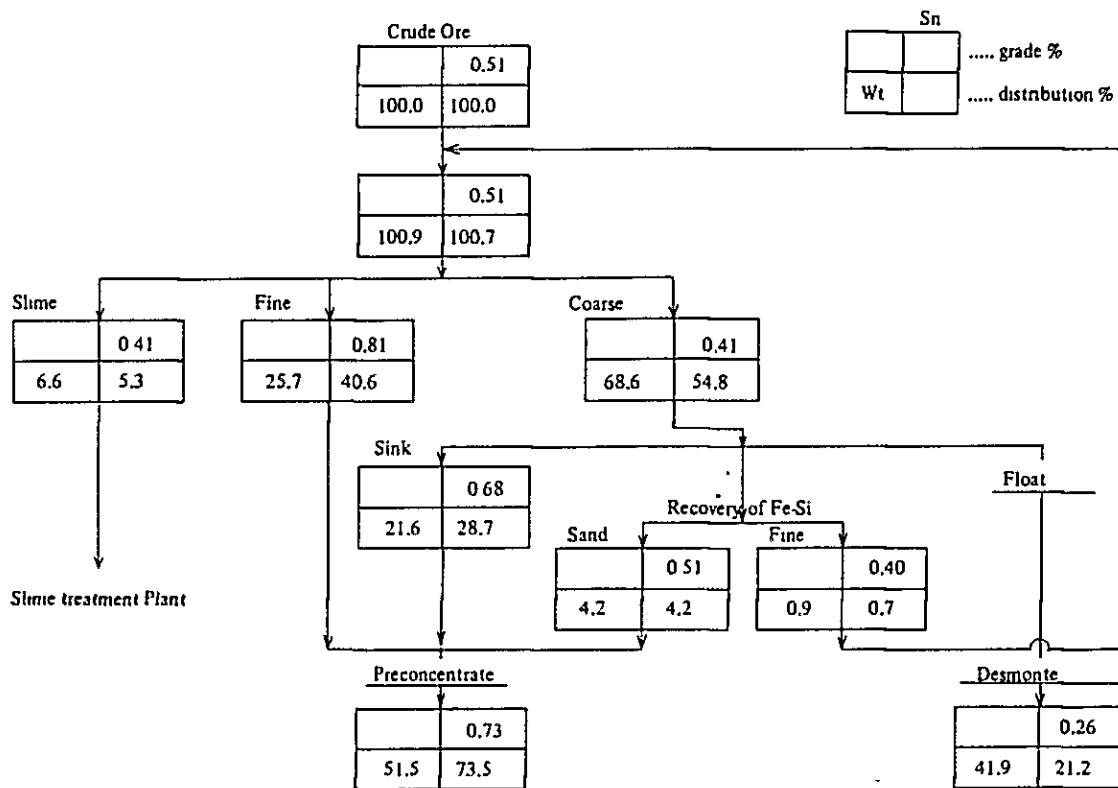 Crude Ore
0.51
100.0 100.0
Sn
..... grade %
Wt ..... distribution %
0.51
100.9 100.7
Slime
0 41
6.6 5.3
Fine
0.81
25.7 40.6
Coarse
0.41
68.6 54.8
Sink
0 68
21.6 28.7
Float
Recovery of Fe-Si
Sand
0 51
4.2 4.2
Fine
0.40
0.9 0.7
Slime treatment Plant
Preconcentrate
0.73
51.5 73.5
Desmonte
0.26
41.9 21.2